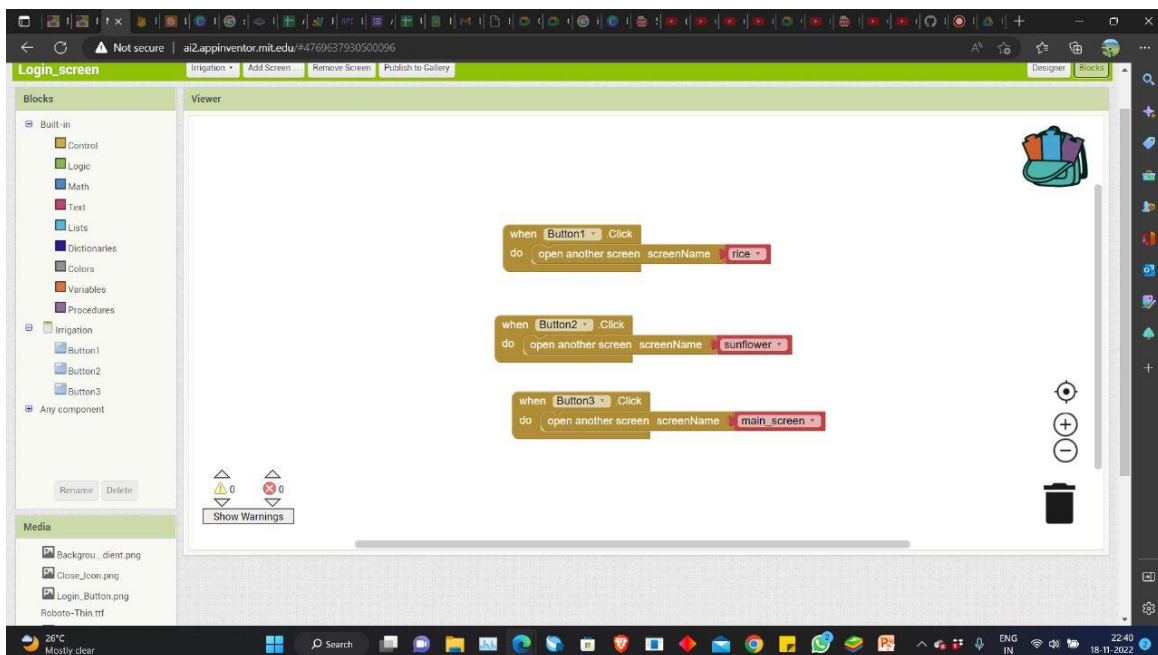 Not secure | ai2.appinventor.mit.edu/#4769637930500096
Login_screen
Irrigation Add Screen ... Remove Screen Publish to Gallery
Designer Blocks
Blocks
Viewer
Built-in
Control
Logic
Math
Text
Lists
Dictionaries
Colors
Variables
Procedures
Irrigation
Button1
Button2
Button3
Any component
Rename Delete
when Button1 .Click
do open another screen screenName rice
when Button2 .Click
do open another screen screenName sunflower
when Button3 .Click
do open another screen screenName main_screen
0 0
Show Warnings
Media
Backgrou...dient.png
Close_Icon.png
Login_Button.png
Roboto-Thin.ttf
26°C
Mostly clear
Search
ENG
IN
22:40
18-11-2022